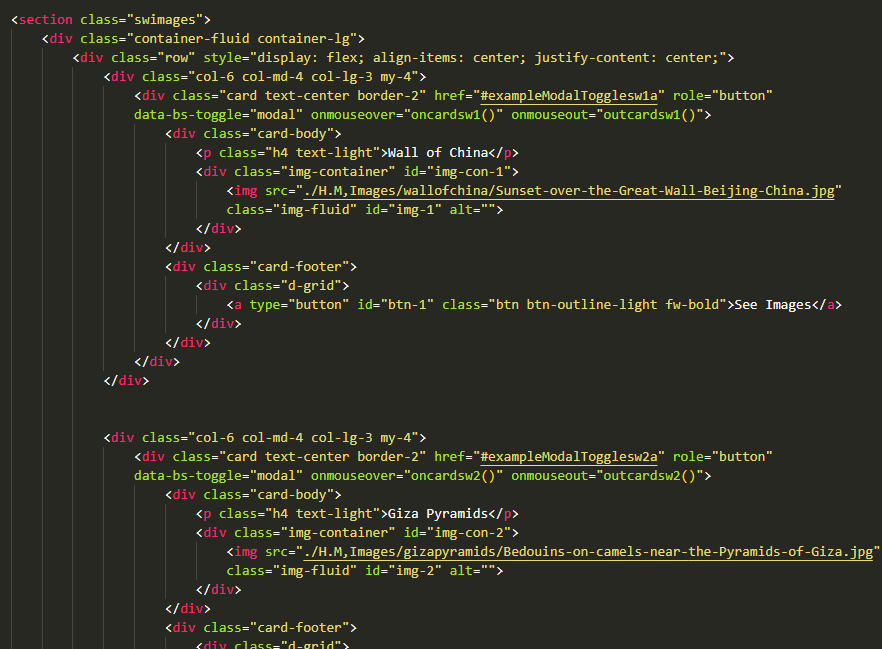 <section class="swimages">
<div class="container-fluid container-lg">
<div class="row" style="display: flex; align-items: center; justify-content: center;">
<div class="col-6 col-md-4 col-lg-3 my-4">
<div class="card text-center border-2" href="#exampleModalTogglesw1a" role="button"
data-bs-toggle="modal" onmouseover="oncardsw1()" onmouseout="outcardsw1()">
<div class="card-body">
<p class="h4 text-light">Wall of China</p>
<div class="img-container" id="img-con-1">
<img src="./H.M,Images/wallofchina/Sunset-over-the-Great-Wall-Beijing-China.jpg"
class="img-fluid" id="img-1" alt="">
</div>
</div>
<div class="card-footer">
<div class="d-grid">
<a type="button" id="btn-1" class="btn btn-outline-light fw-bold">See Images</a>
</div>
</div>
</div>
</div>
<div class="col-6 col-md-4 col-lg-3 my-4">
<div class="card text-center border-2" href="#exampleModalTogglesw2a" role="button"
data-bs-toggle="modal" onmouseover="oncardsw2()" onmouseout="outcardsw2()">
<div class="card-body">
<p class="h4 text-light">Giza Pyramids</p>
<div class="img-container" id="img-con-2">
<img src="./H.M,Images/gizapyramids/Bedouins-on-camels-near-the-Pyramids-of-Giza.jpg"
class="img-fluid" id="img-2" alt="">
</div>
</div>
<div class="card-footer">
<div class="d-grid">